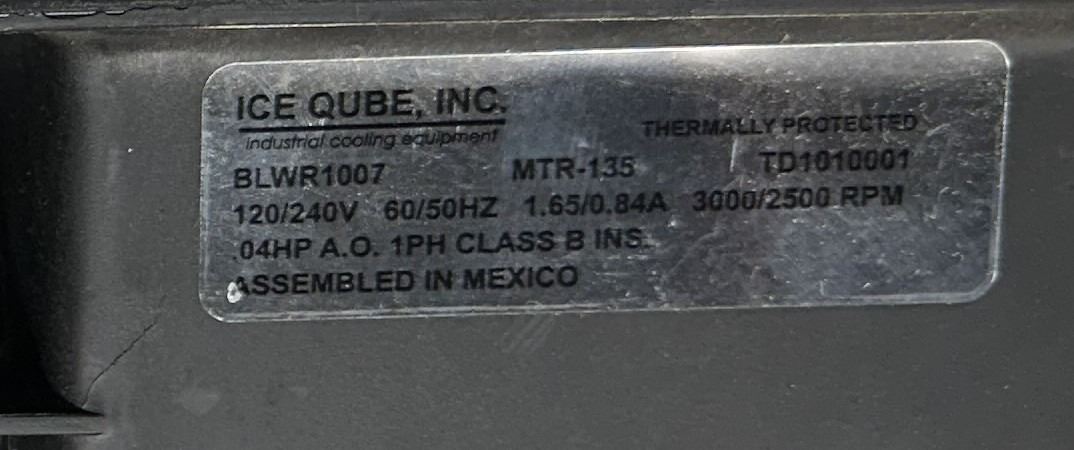 ICE QUBE, INC.
industrial cooling equipment
THERMALLY PROTECTED
BLWR1007 MTR-135 TD1010001
120/240V 60/50HZ 1.65/0.84A 3000/2500 RPM
.04HP A.O. 1PH CLASS B INS.
ASSEMBLED IN MEXICO